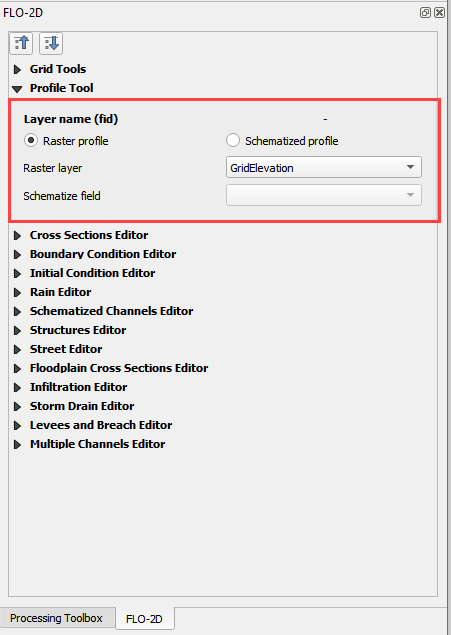 FLO-2D
Grid Tools
Profile Tool
Layer name (fid) -
Raster profile Schematized profile
Raster layer GridElevation
Schematize field
Cross Sections Editor
Boundary Condition Editor
Initial Condition Editor
Rain Editor
Schematized Channels Editor
Structures Editor
Street Editor
Floodplain Cross Sections Editor
Infiltration Editor
Storm Drain Editor
Levees and Breach Editor
Multiple Channels Editor
Processing Toolbox FLO-2D